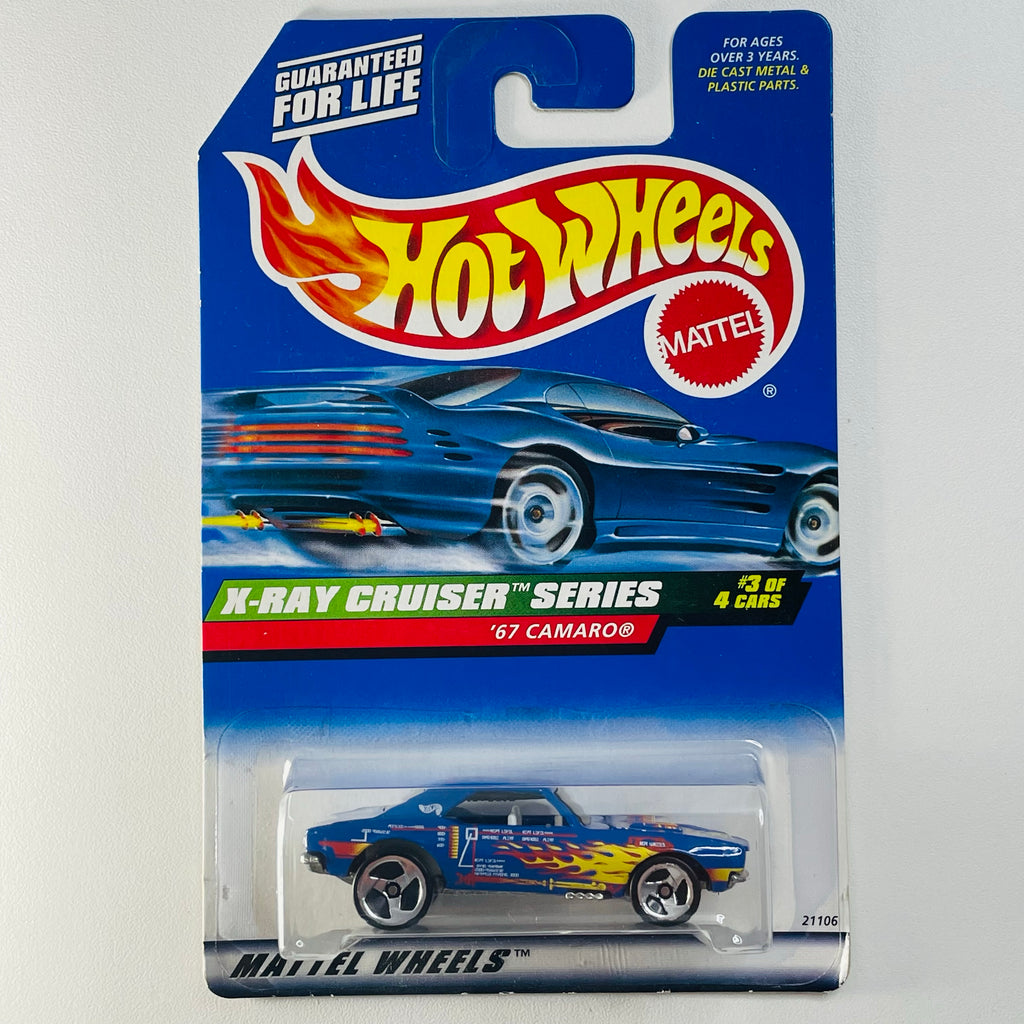 GUARANTEED
FOR LIFE
FOR AGES
OVER 3 YEARS.
DIE CAST METAL &
PLASTIC PARTS.
HOT WHEELS
MATTEL
®
X-RAY CRUISER™ SERIES
#3 OF
4 CARS
'67 CAMARO®
21106
MATTEL WHEELS™